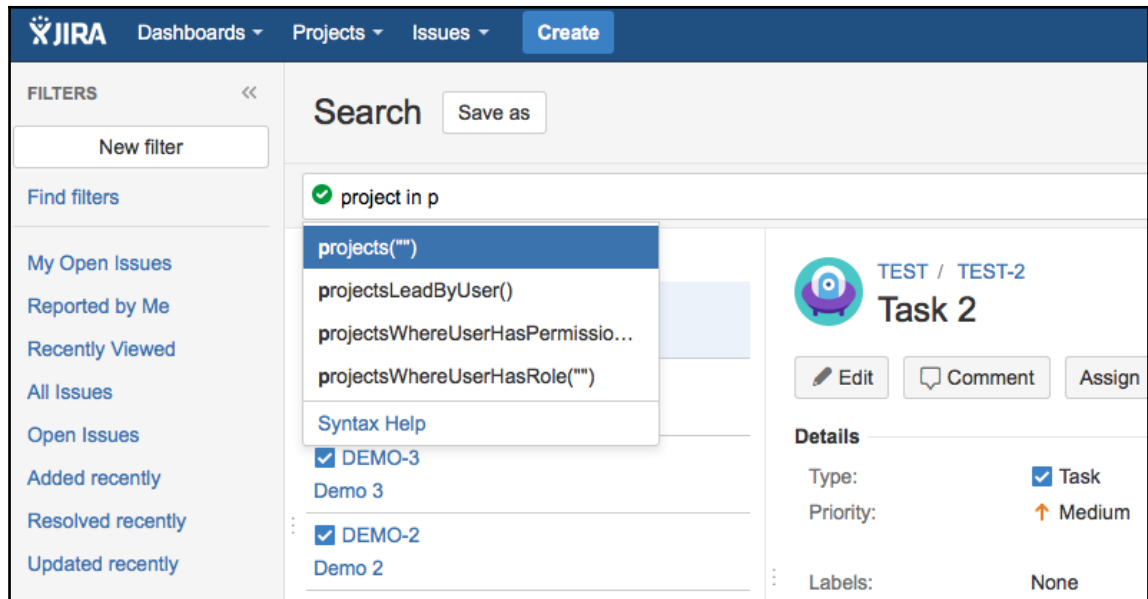 JIRA Dashboards Projects Issues Create
FILTERS
New filter
Find filters
My Open Issues
Reported by Me
Recently Viewed
All Issues
Open Issues
Added recently
Resolved recently
Updated recently
Search Save as
project in p
projects("")
projectsLeadByUser()
projectsWhereUserHasPermissio...
projectsWhereUserHasRole("")
Syntax Help
DEMO-3
Demo 3
DEMO-2
Demo 2
TEST / TEST-2
Task 2
Edit Comment Assign
Details
Type: Task
Priority: Medium
Labels: None